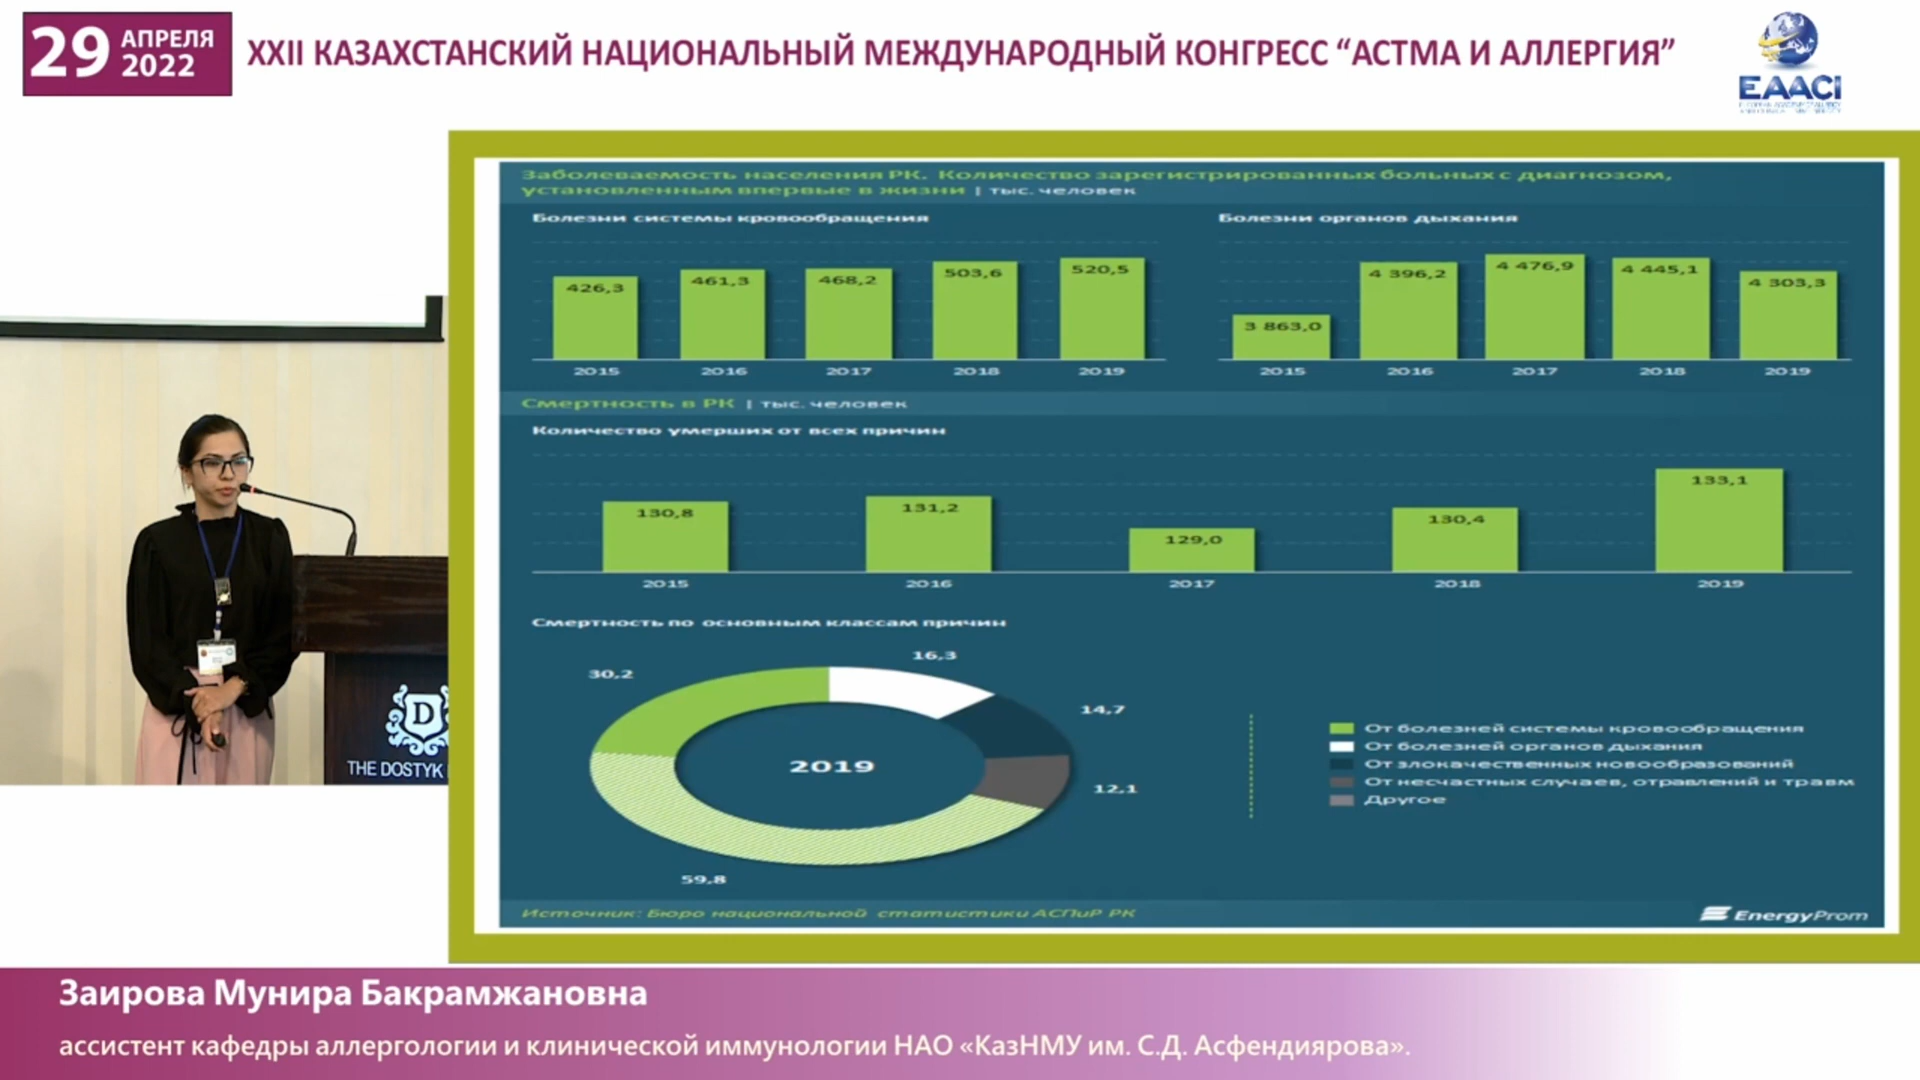 29 АПРЕЛЯ 2022
XXII КАЗАХСТАНСКИЙ НАЦИОНАЛЬНЫЙ МЕЖДУНАРОДНЫЙ КОНГРЕСС “АСТМА И АЛЛЕРГИЯ”
EAACI
Заболеваемость населения РК. Количество зарегистрированных больных с диагнозом,
установленным впервые в жизни | тыс. человек
Болезни системы кровообращения
426,3 461,3 468,2 503,6 520,5
2015 2016 2017 2018 2019
Болезни органов дыхания
3 863,0 4 396,2 4 476,9 4 445,1 4 303,3
2015 2016 2017 2018 2019
Смертность в РК | тыс. человек
Количество умерших от всех причин
130,8 131,2 129,0 130,4 133,1
2015 2016 2017 2018 2019
Смертность по основным классам причин
30,2
16,3
14,7
2019
12,1
59,8
От болезней системы кровообращения
От болезней органов дыхания
От злокачественных новообразований
От несчастных случаев, отравлений и травм
Другое
Источник: Бюро национальной статистики АСПиР РК
EnergyProm
D
THE DOSTYK
Заирова Мунира Бакрамжановна
ассистент кафедры аллергологии и клинической иммунологии НАО «КазНМУ им. С.Д. Асфендиярова».